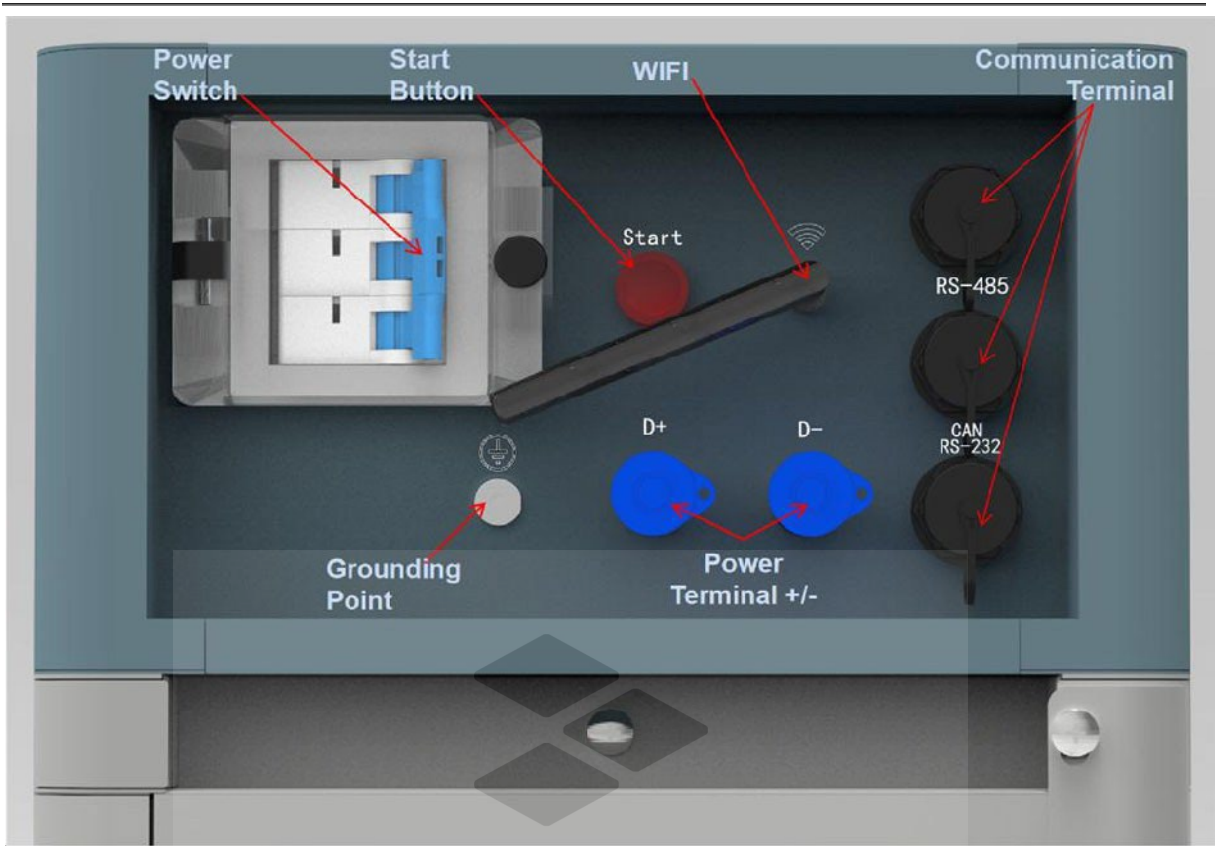 Power
Switch
Start
Button
WIFI
Communication
Terminal
Start
RS-485
D+
D-
CAN
RS-232
Grounding
Point
Power
Terminal +/-